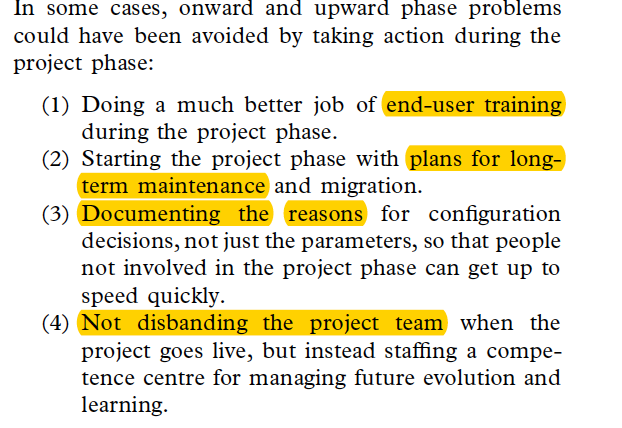 In some cases, onward and upward phase problems
could have been avoided by taking action during the
project phase:
(1) Doing a much better job of end-user training
during the project phase.
(2) Starting the project phase with plans for long-
term maintenance and migration.
(3) Documenting the reasons for configuration
decisions, not just the parameters, so that people
not involved in the project phase can get up to
speed quickly.
(4) Not disbanding the project team when the
project goes live, but instead staffing a compe-
tence centre for managing future evolution and
learning.